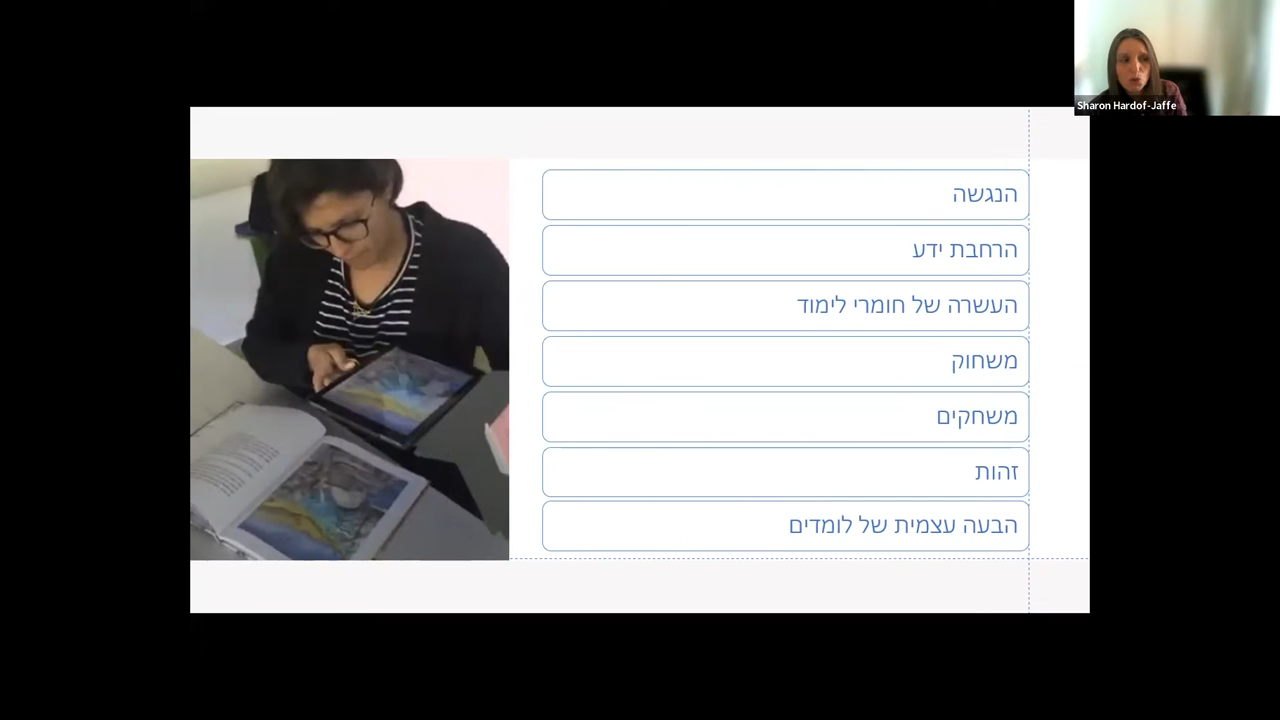 Sharon Hardof-Jaffe
הנגשה
הרחבת ידע
העשרה של חומרי לימוד
משחוק
משחקים
זהות
הבעה עצמית של לומדים